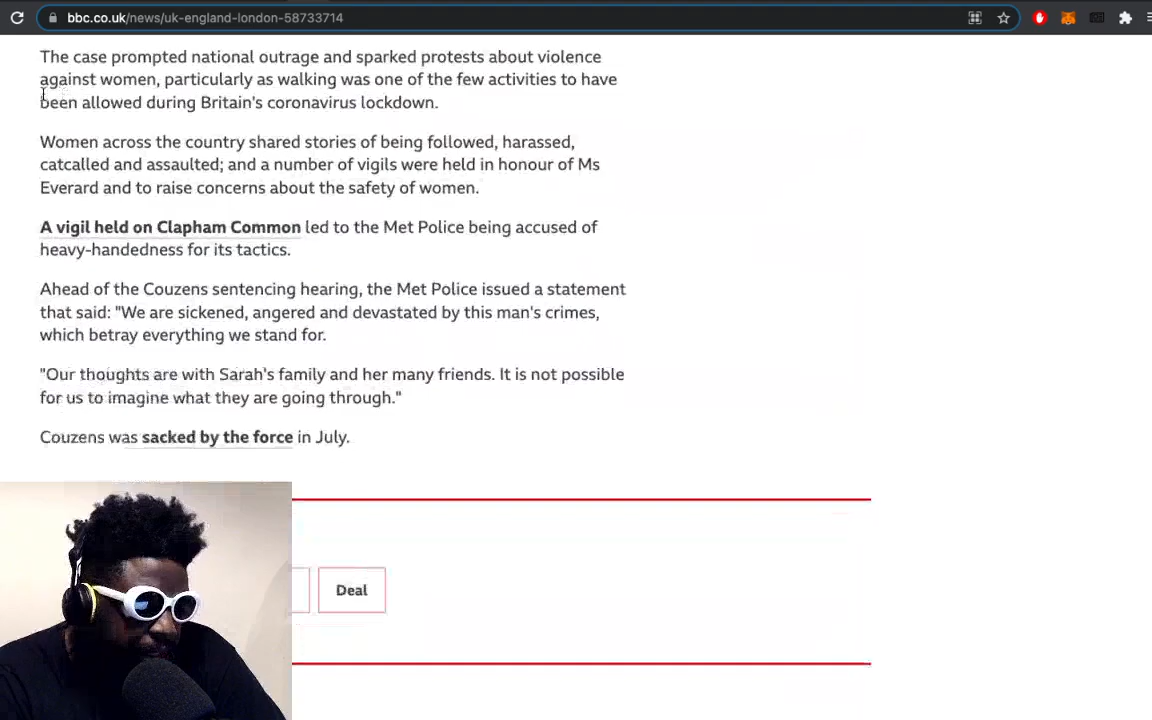 bbc.co.uk/news/uk-england-london-58733714
The case prompted national outrage and sparked protests about violence
against women, particularly as walking was one of the few activities to have
been allowed during Britain's coronavirus lockdown.
Women across the country shared stories of being followed, harassed,
catcalled and assaulted; and a number of vigils were held in honour of Ms
Everard and to raise concerns about the safety of women.
A vigil held on Clapham Common led to the Met Police being accused of
heavy-handedness for its tactics.
Ahead of the Couzens sentencing hearing, the Met Police issued a statement
that said: "We are sickened, angered and devastated by this man's crimes,
which betray everything we stand for.
"Our thoughts are with Sarah's family and her many friends. It is not possible
for us to imagine what they are going through."
Couzens was sacked by the force in July.
Deal